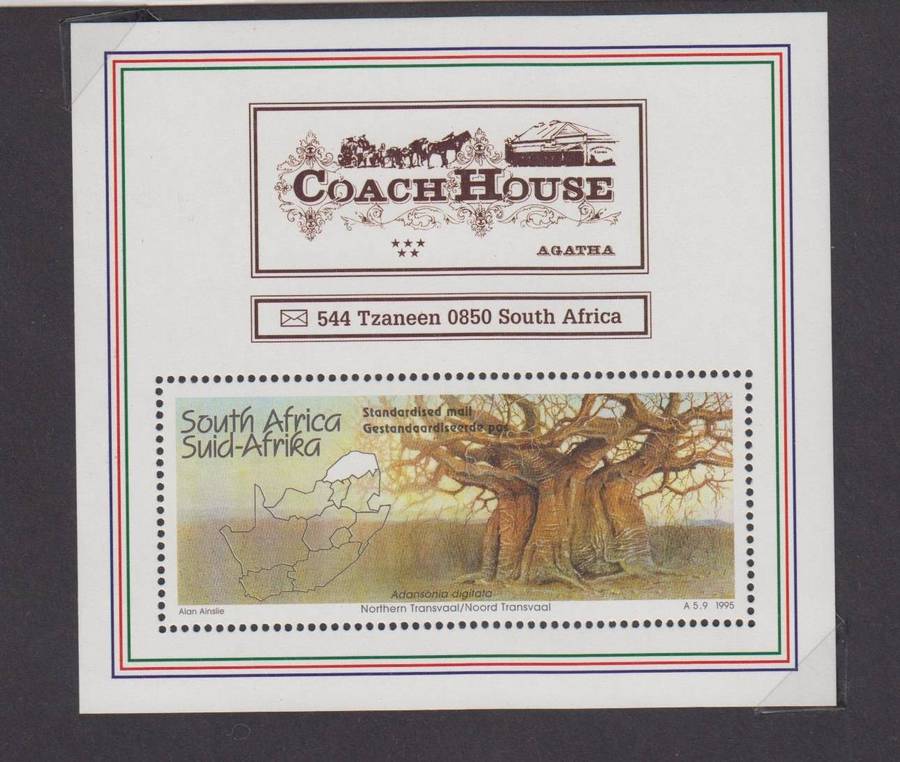 COACH HOUSE
AGATHA
544 Tzaneen 0850 South Africa
South Africa
Suid-Afrika
Standardised mail
Gestandaardiseerde pos
Adansonia digitata
Alan Ainslie
Northern Transvaal/Noord Transvaal
A 5.9 1995